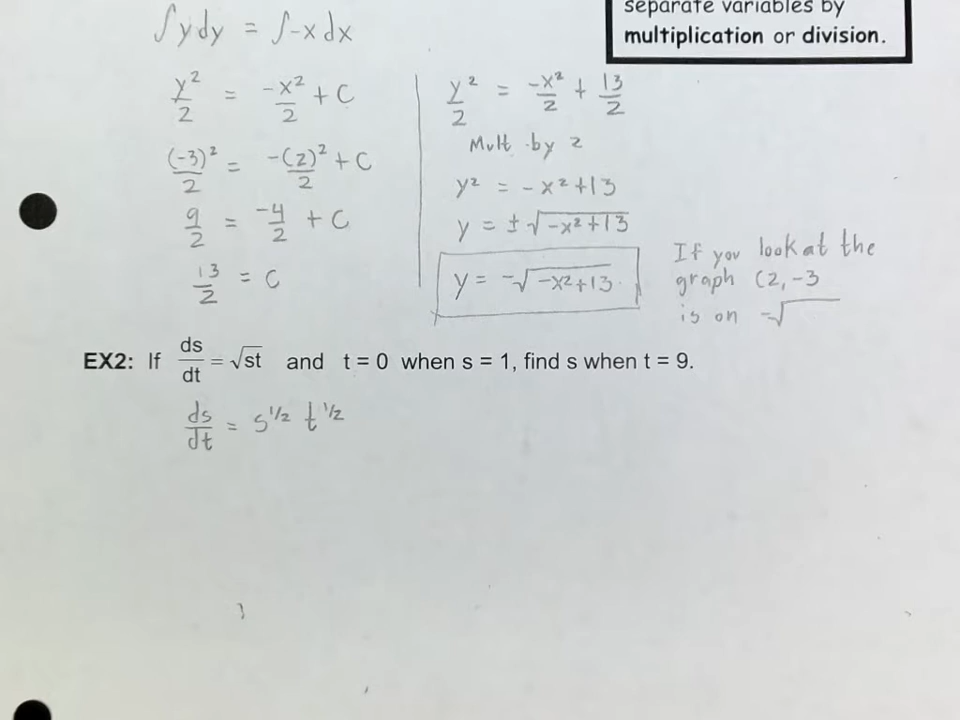 separate variables by
multiplication or division.
∫ y dy = ∫ -x dx
y²/2 = -x²/2 + C
(-3)²/2 = -(2)²/2 + C
9/2 = -4/2 + C
13/2 = C
y²/2 = -x²/2 + 13/2
Mult by 2
y² = -x² + 13
y = ±√(-x²+13)
y = -√(-x²+13)
If you look at the
graph (2, -3
is on -√
EX2: If ds/dt = √st and t = 0 when s = 1, find s when t = 9.
ds/dt = s^1/2 t^1/2